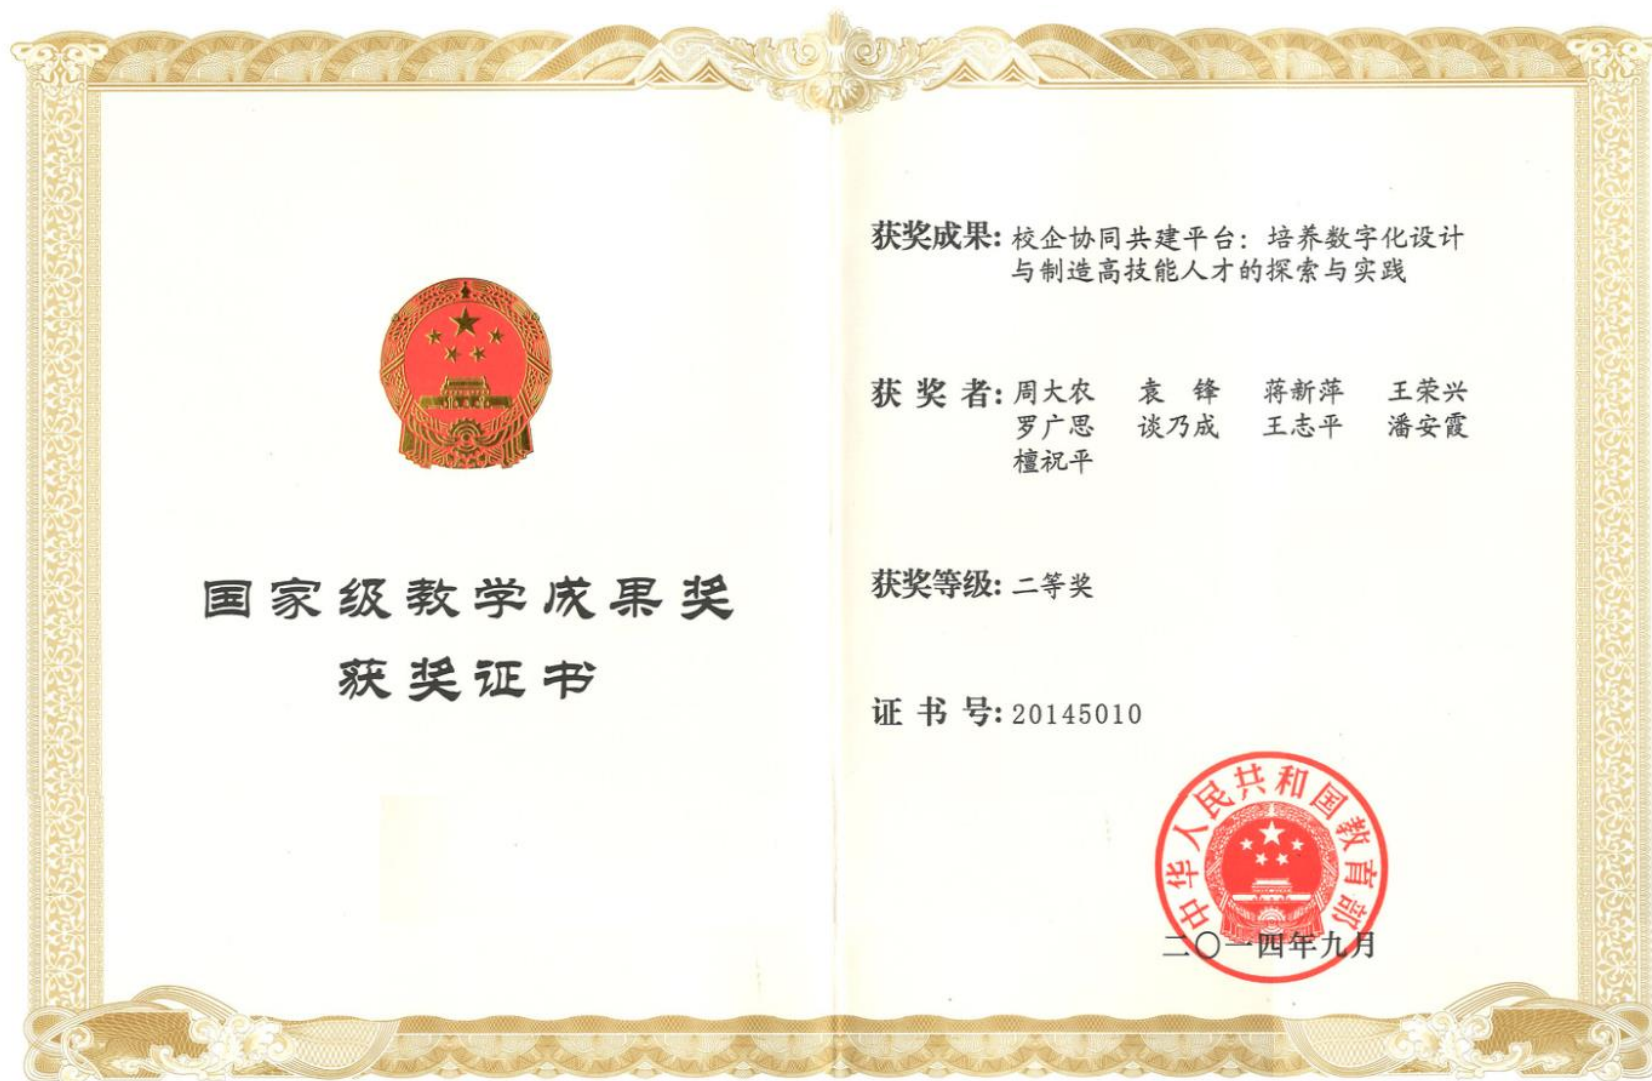 国家级教学成果奖
获奖证书
获奖成果: 校企协同共建平台：培养数字化设计
与制造高技能人才的探索与实践
获奖者: 周大农 袁锋 蒋新萍 王荣兴
罗广思 谈乃成 王志平 潘安霞
檀祝平
获奖等级: 二等奖
证书号: 20145010
中华人民共和国教育部
二〇一四年九月